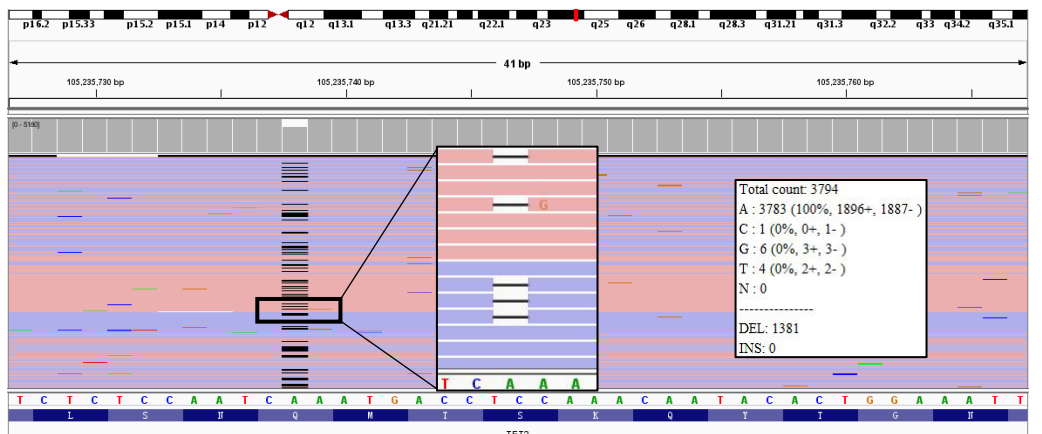 p16.2 p15.33 p15.2 p15.1 p14 p12 q12 q13.1 q13.3 q21.21 q22.1 q23 q25 q26 q28.1 q28.3 q31.21 q31.3 q32.2 q33 q34.2 q35.1
41 bp
105,235,730 bp 105,235,740 bp 105,235,750 bp 105,235,760 bp
[0 - 5180]
G
T C A A A
Total count: 3794
A : 3783 (100%, 1896+, 1887- )
C : 1 (0%, 0+, 1- )
G : 6 (0%, 3+, 3- )
T : 4 (0%, 2+, 2- )
N : 0
---------------
DEL: 1381
INS: 0
T C T C T C C A A T C A A A T G A C C T C C A A A C A A T A C A C T G G A A A T T
L S N Q M T S K Q Y T G N